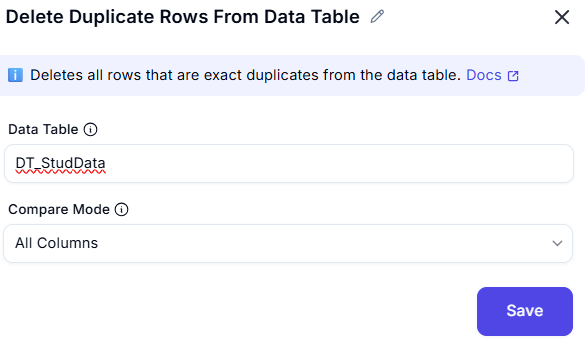 Delete Duplicate Rows From Data Table
Deletes all rows that are exact duplicates from the data table. Docs
Data Table
DT_StudData
Compare Mode
All Columns
Save